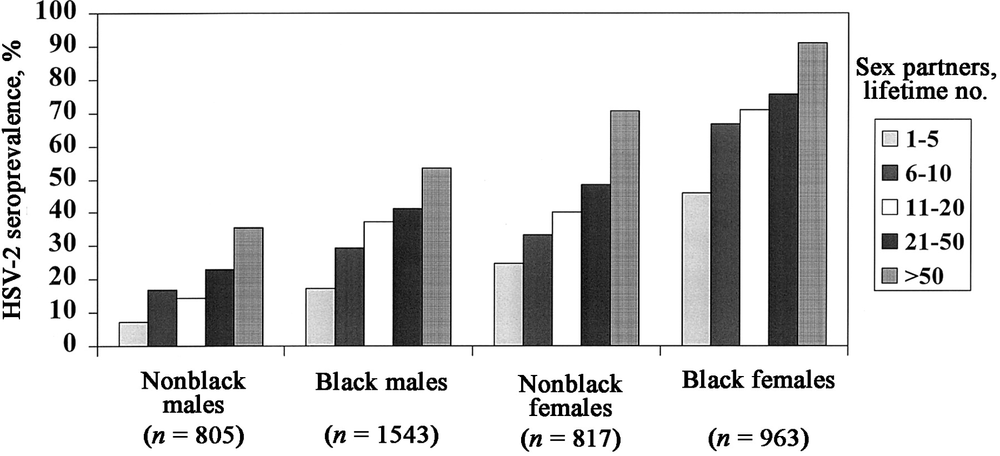 HSV-2 seroprevalence, %
100
90
80
70
60
50
40
30
20
10
0
Nonblack
males
(n = 805)
Black males
(n = 1543)
Nonblack
females
(n = 817)
Black females
(n = 963)
Sex partners,
lifetime no.
1-5
6-10
11-20
21-50
>50